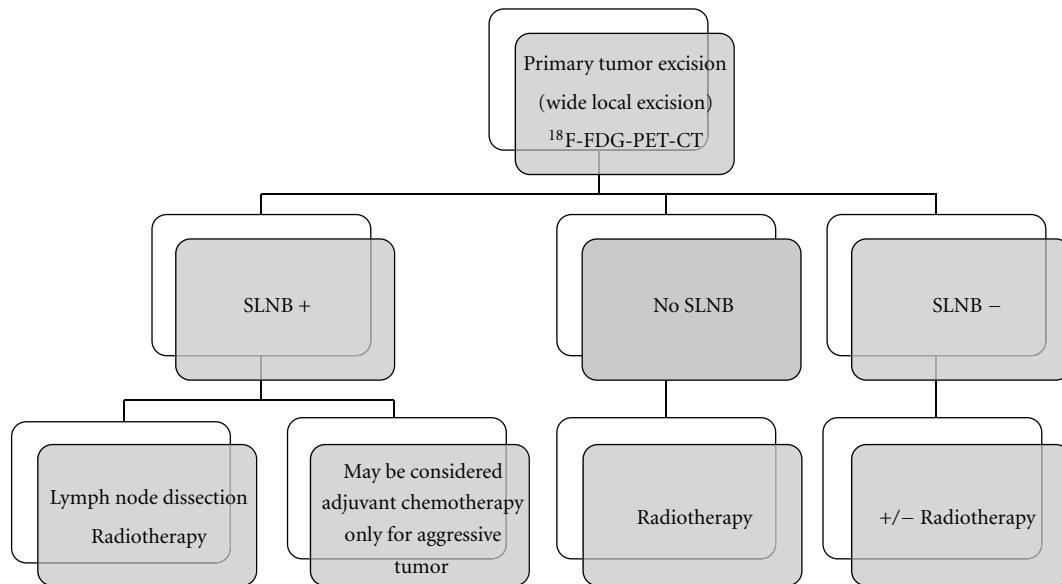 Primary tumor excision
(wide local excision)
¹⁸F-FDG-PET-CT
SLNB +
No SLNB
SLNB −
Lymph node dissection
Radiotherapy
May be considered
adjuvant chemotherapy
only for aggressive
tumor
Radiotherapy
+/− Radiotherapy